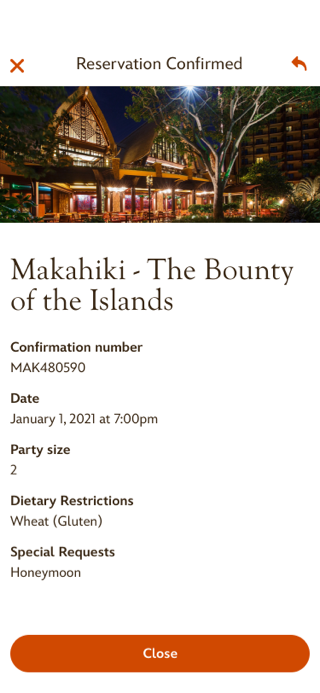 Reservation Confirmed
Makahiki - The Bounty
of the Islands
Confirmation number
MAK480590
Date
January 1, 2021 at 7:00pm
Party size
2
Dietary Restrictions
Wheat (Gluten)
Special Requests
Honeymoon
Close